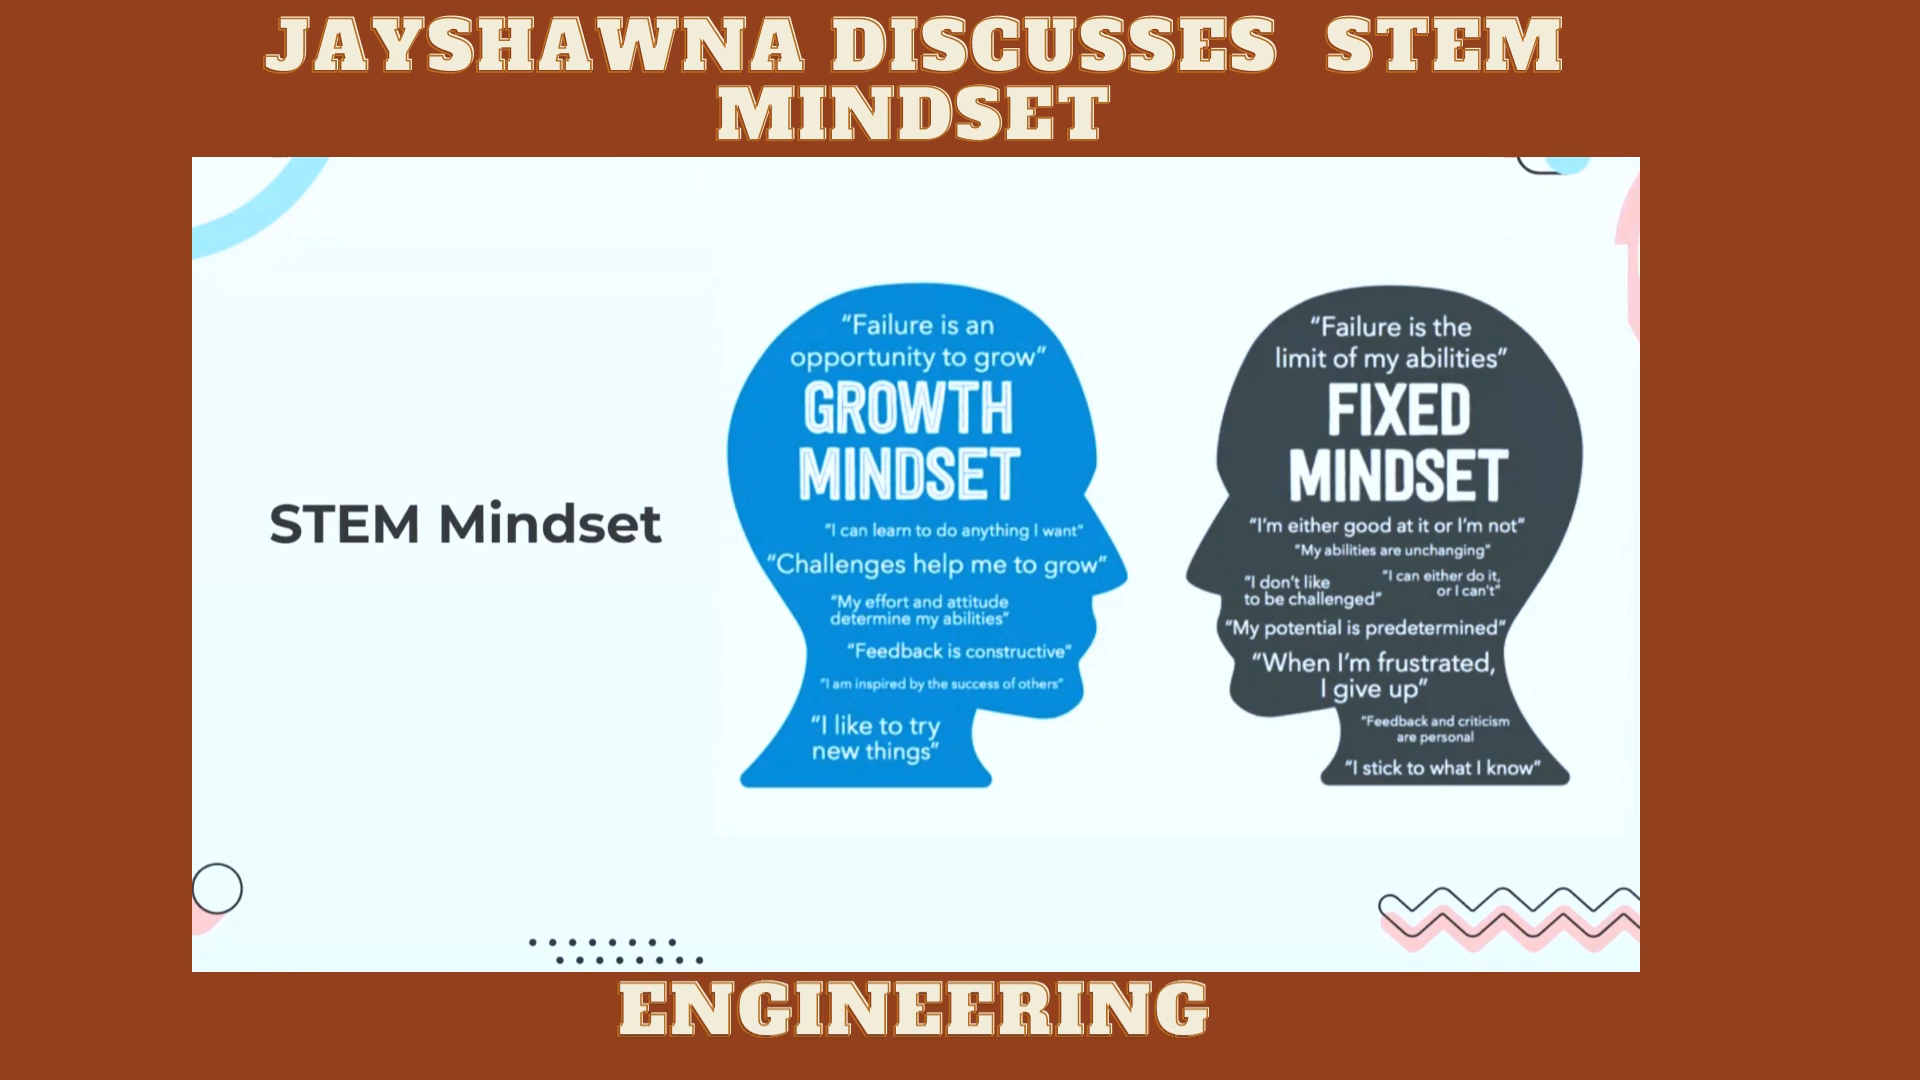 JAYSHAWNA DISCUSSES STEM
MINDSET
STEM Mindset
“Failure is an
opportunity to grow”
GROWTH
MINDSET
“I can learn to do anything I want”
“Challenges help me to grow”
“My effort and attitude
determine my abilities”
“Feedback is constructive”
“I am inspired by the success of others”
“I like to try
new things”
“Failure is the
limit of my abilities”
FIXED
MINDSET
“I’m either good at it or I’m not”
“My abilities are unchanging”
“I don’t like
to be challenged”
“I can either do it,
or I can’t”
“My potential is predetermined”
“When I’m frustrated,
I give up”
“Feedback and criticism
are personal
“I stick to what I know”
ENGINEERING